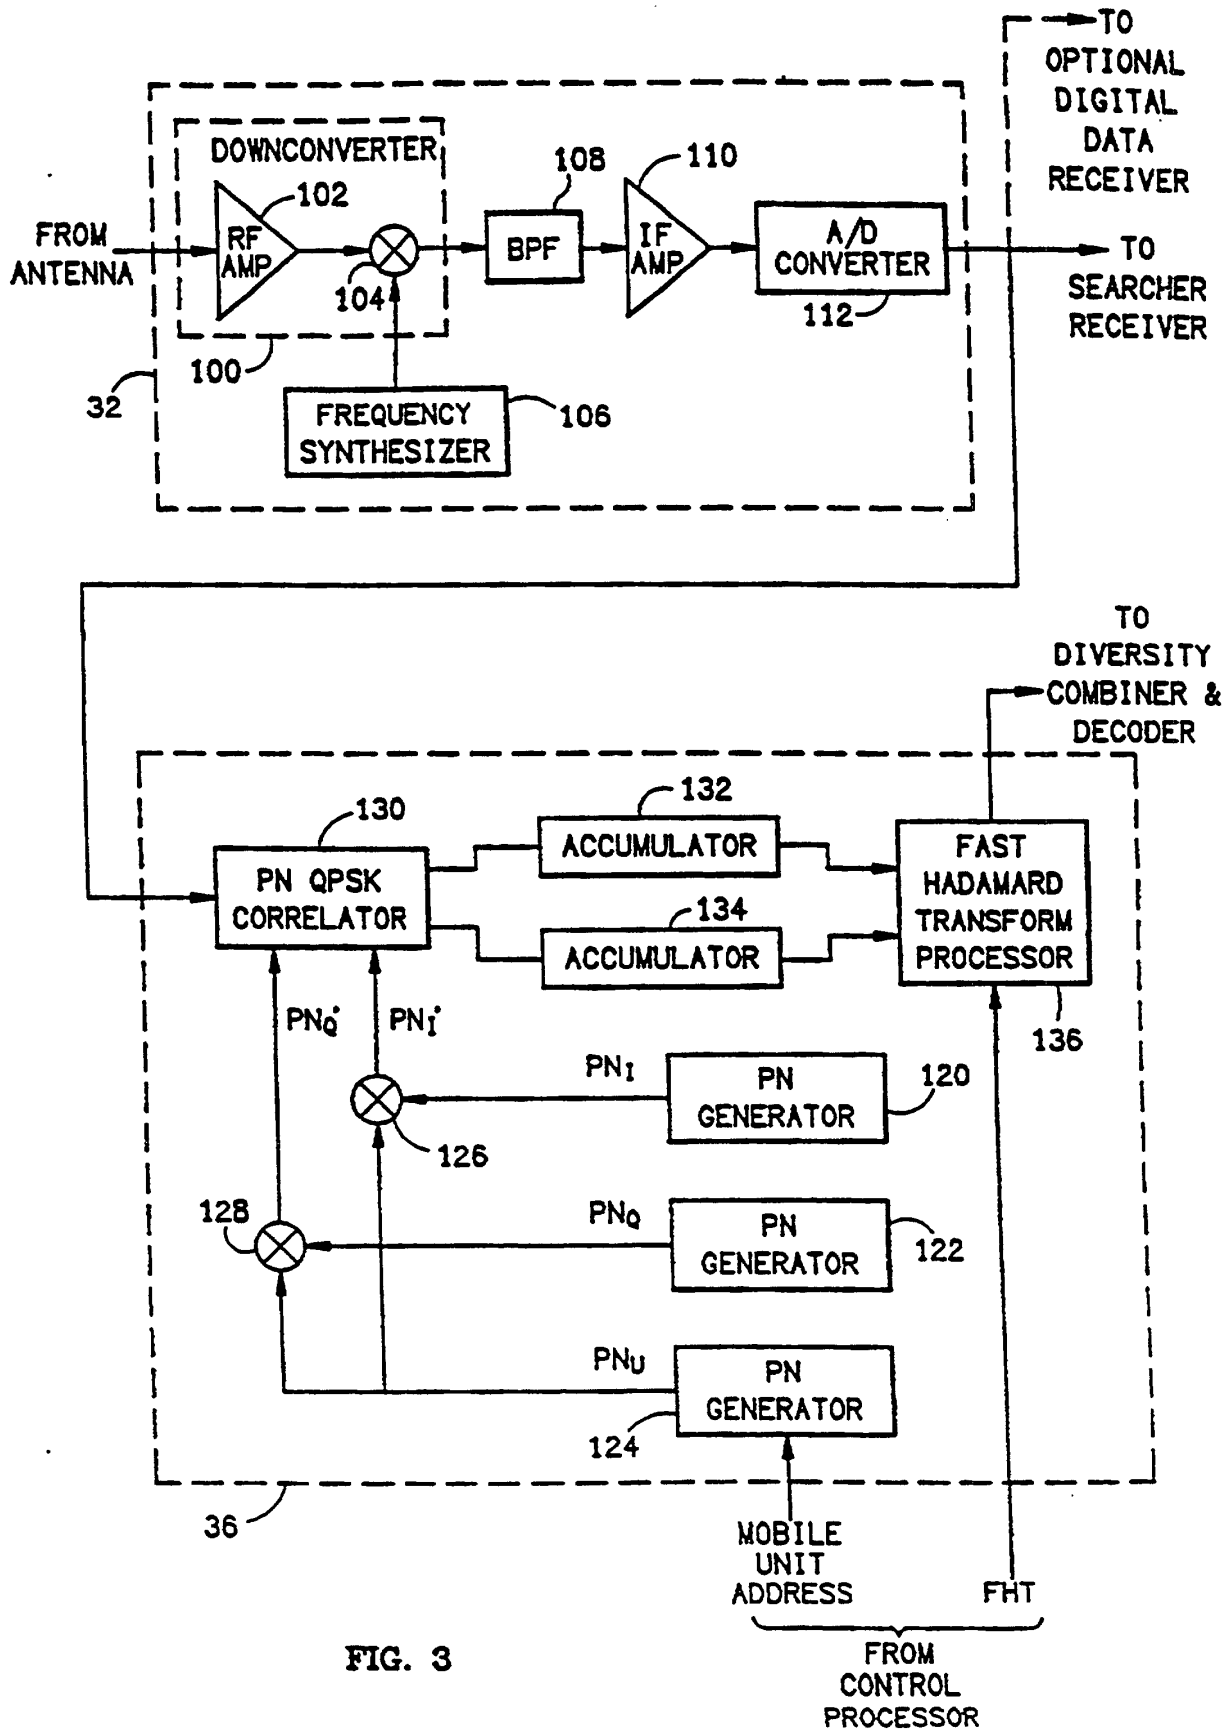 TO
OPTIONAL
DIGITAL
DATA
RECEIVER
DOWNCONVERTER
102
108
110
FROM
ANTENNA
RF
AMP
104
BPF
IF
AMP
A/D
CONVERTER
112
TO
SEARCHER
RECEIVER
100
32
FREQUENCY
SYNTHESIZER
106
TO
DIVERSITY
COMBINER &
DECODER
130
132
PN QPSK
CORRELATOR
ACCUMULATOR
134
ACCUMULATOR
FAST
HADAMARD
TRANSFORM
PROCESSOR
136
PNQ'
PNI'
PNI
PN
GENERATOR
120
126
128
PNQ
PN
GENERATOR
122
PNU
PN
GENERATOR
124
36
MOBILE
UNIT
ADDRESS
FHT
FROM
CONTROL
PROCESSOR
FIG. 3